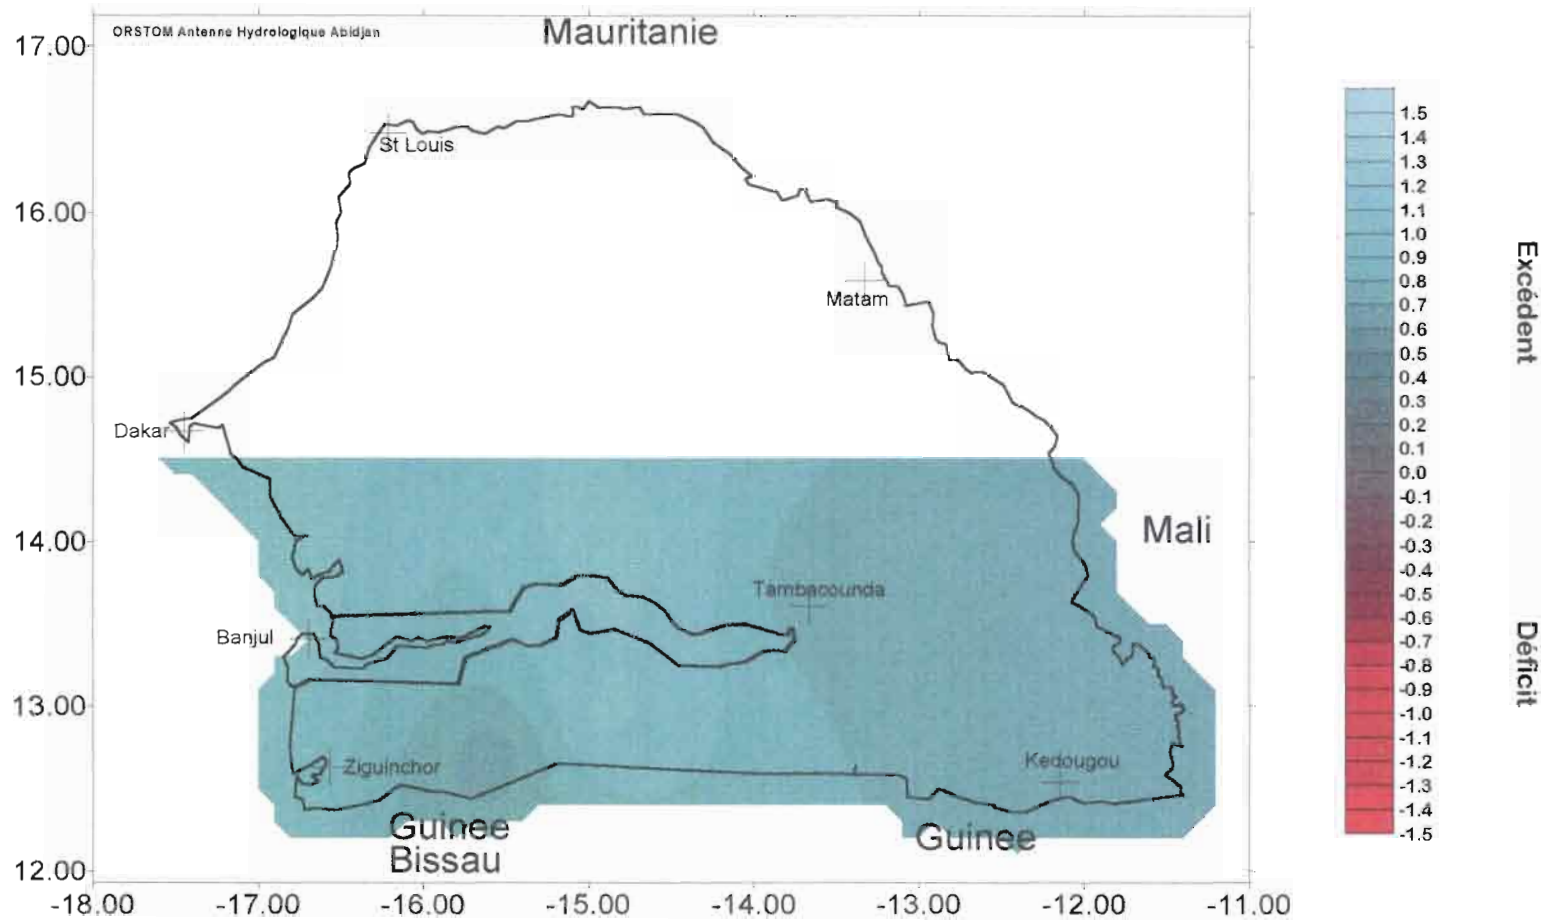 ORSTOM Antenne Hydrologique Abidjan
Mauritanie
17.00
16.00
15.00
14.00
13.00
12.00
St Louis
Matam
Dakar
Mali
Tambacounda
Banjul
Ziguinchor
Kedougou
Guinee
Bissau
Guinee
-18.00 -17.00 -16.00 -15.00 -14.00 -13.00 -12.00 -11.00
1.5
1.4
1.3
1.2
1.1
1.0
0.9
0.8
0.7
0.6
0.5
0.4
0.3
0.2
0.1
0.0
-0.1
-0.2
-0.3
-0.4
-0.5
-0.6
-0.7
-0.8
-0.9
-1.0
-1.1
-1.2
-1.3
-1.4
-1.5
Excédent
Déficit